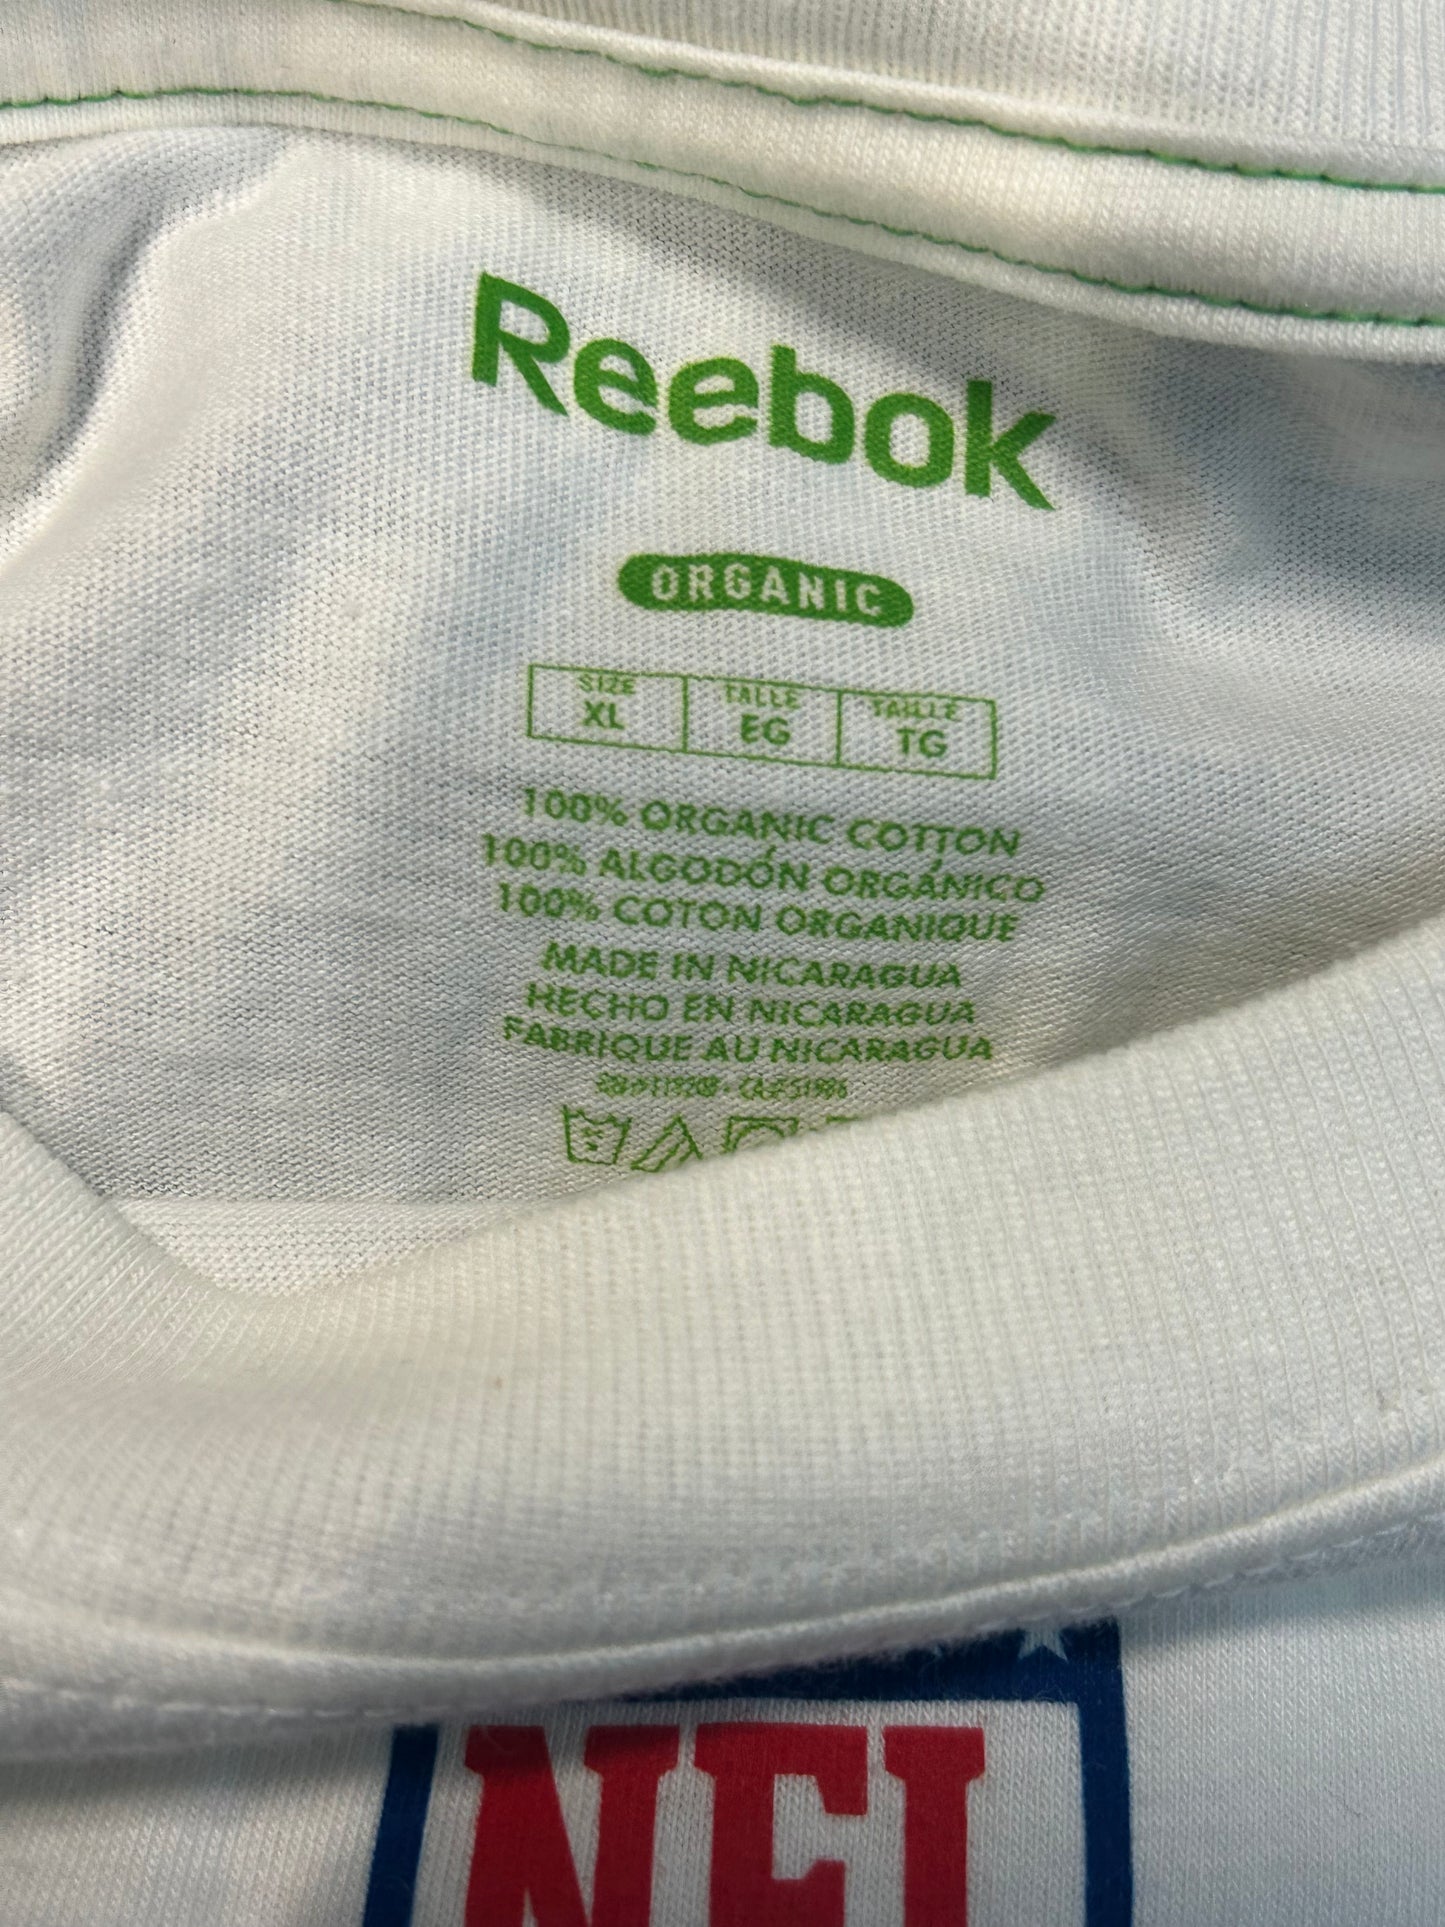 Reebok
ORGANIC
SIZE TALLE TAILLE
XL EG TG
100% ORGANIC COTTON
100% ALGODÓN ORGÁNICO
100% COTON ORGANIQUE
MADE IN NICARAGUA
HECHO EN NICARAGUA
FABRIQUE AU NICARAGUA
NFL